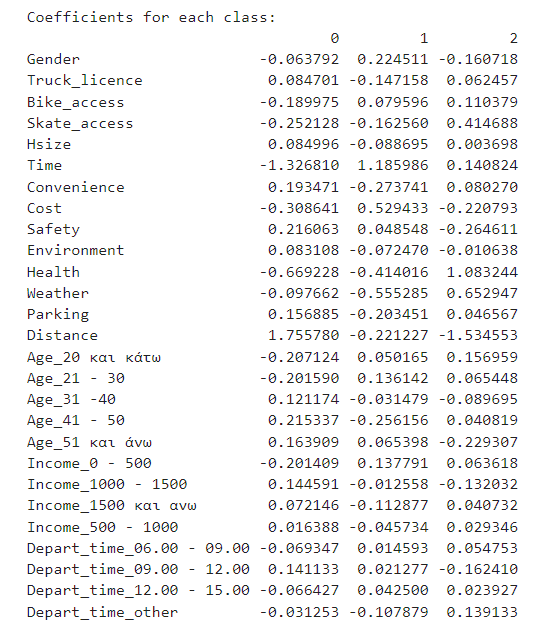 Coefficients for each class:
0 1 2
Gender -0.063792 0.224511 -0.160718
Truck_licence 0.084701 -0.147158 0.062457
Bike_access -0.189975 0.079596 0.110379
Skate_access -0.252128 -0.162560 0.414688
Hsize 0.084996 -0.088695 0.003698
Time -1.326810 1.185986 0.140824
Convenience 0.193471 -0.273741 0.080270
Cost -0.308641 0.529433 -0.220793
Safety 0.216063 0.048548 -0.264611
Environment 0.083108 -0.072470 -0.010638
Health -0.669228 -0.414016 1.083244
Weather -0.097662 -0.555285 0.652947
Parking 0.156885 -0.203451 0.046567
Distance 1.755780 -0.221227 -1.534553
Age_20 και κάτω -0.207124 0.050165 0.156959
Age_21 - 30 -0.201590 0.136142 0.065448
Age_31 -40 0.121174 -0.031479 -0.089695
Age_41 - 50 0.215337 -0.256156 0.040819
Age_51 και άνω 0.163909 0.065398 -0.229307
Income_0 - 500 -0.201409 0.137791 0.063618
Income_1000 - 1500 0.144591 -0.012558 -0.132032
Income_1500 και ανω 0.072146 -0.112877 0.040732
Income_500 - 1000 0.016388 -0.045734 0.029346
Depart_time_06.00 - 09.00 -0.069347 0.014593 0.054753
Depart_time_09.00 - 12.00 0.141133 0.021277 -0.162410
Depart_time_12.00 - 15.00 -0.066427 0.042500 0.023927
Depart_time_other -0.031253 -0.107879 0.139133